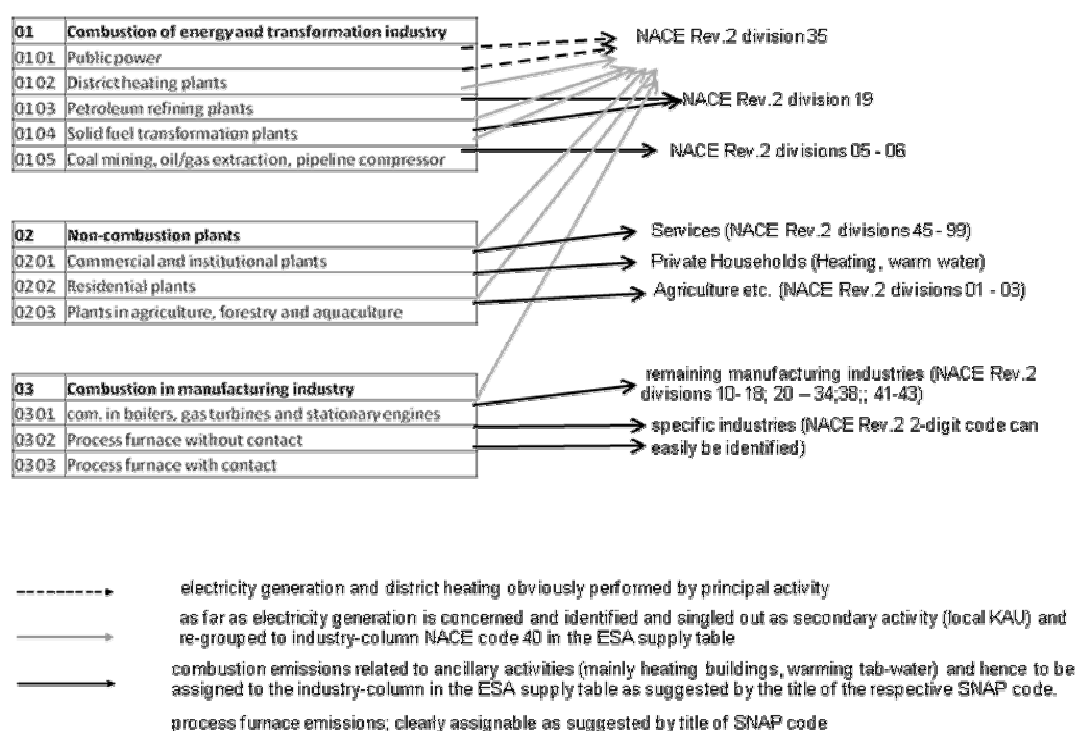 01 Combustion of energy and transformation industry
0101 Public power
0102 District heating plants
0103 Petroleum refining plants
0104 Solid fuel transformation plants
0105 Coal mining, oil/gas extraction, pipeline compressor
NACE Rev.2 division 35
NACE Rev.2 division 19
NACE Rev.2 divisions 05 - 06
02 Non-combustion plants
0201 Commercial and institutional plants
0202 Residential plants
0203 Plants in agriculture, forestry and aquaculture
Services (NACE Rev.2 divisions 45 - 99)
Private Households (Heating, warm water)
Agriculture etc. (NACE Rev.2 divisions 01 - 03)
03 Combustion in manufacturing industry
0301 com. in boilers, gas turbines and stationary engines
0302 Process furnace without contact
0303 Process furnace with contact
remaining manufacturing industries (NACE Rev.2
divisions 10- 18; 20 – 34;38;; 41-43)
specific industries (NACE Rev.2 2-digit code can
easily be identified)
electricity generation and district heating obviously performed by principal activity
as far as electricity generation is concerned and identified and singled out as secondary activity (local KAU) and
re-grouped to industry-column NACE code 40 in the ESA supply table
combustion emissions related to ancillary activities (mainly heating buildings, warming tab-water) and hence to be
assigned to the industry-column in the ESA supply table as suggested by the title of the respective SNAP code.
process furnace emissions; clearly assignable as suggested by title of SNAP code